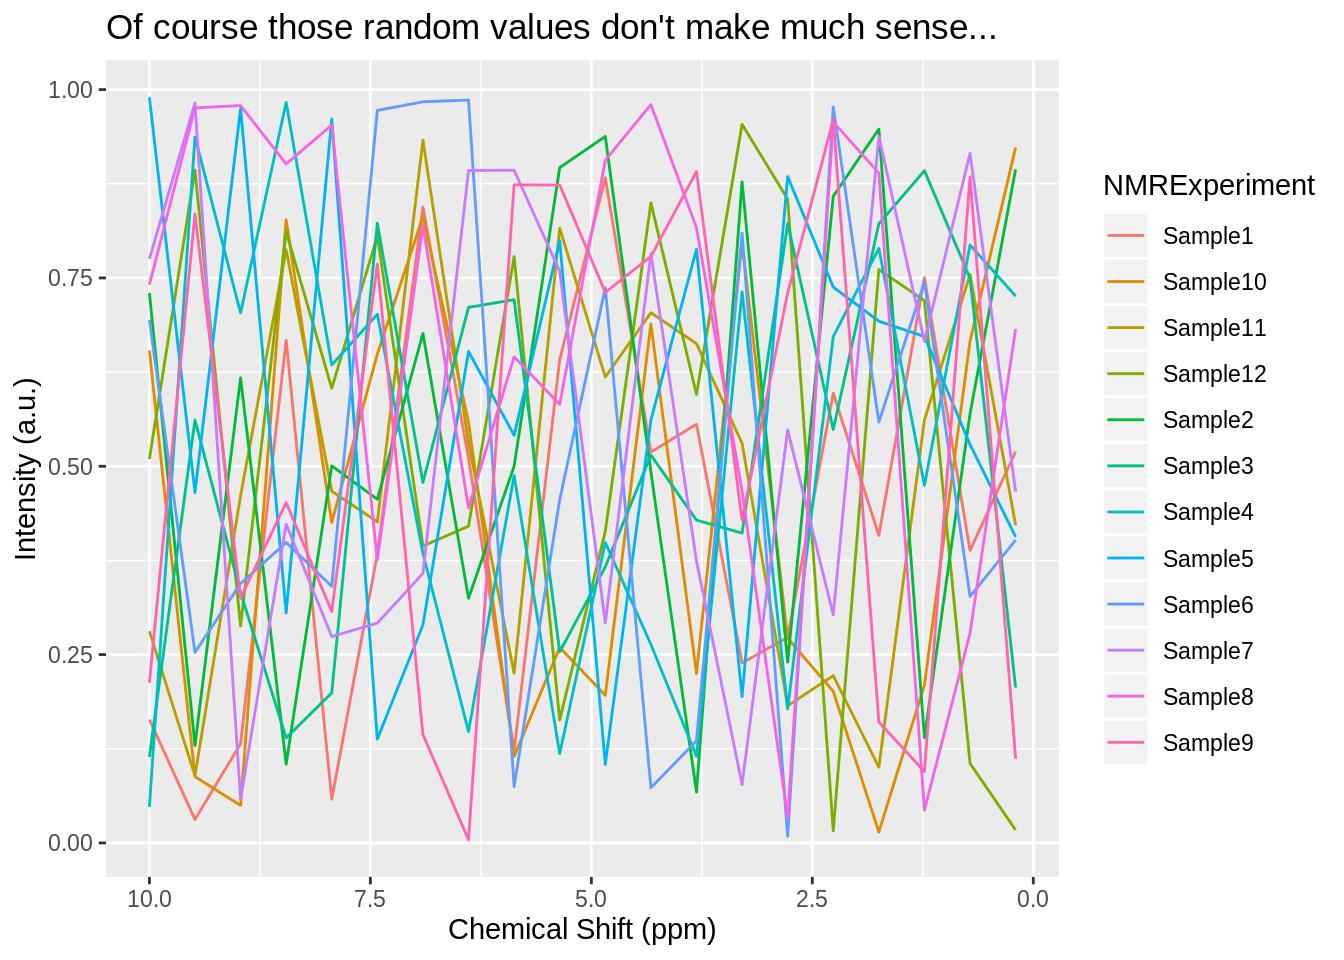 Of course those random values don't make much sense...
1.00
0.75
0.50
0.25
0.00
Intensity (a.u.)
10.0 7.5 5.0 2.5 0.0
Chemical Shift (ppm)
NMRExperiment
Sample1
Sample10
Sample11
Sample12
Sample2
Sample3
Sample4
Sample5
Sample6
Sample7
Sample8
Sample9